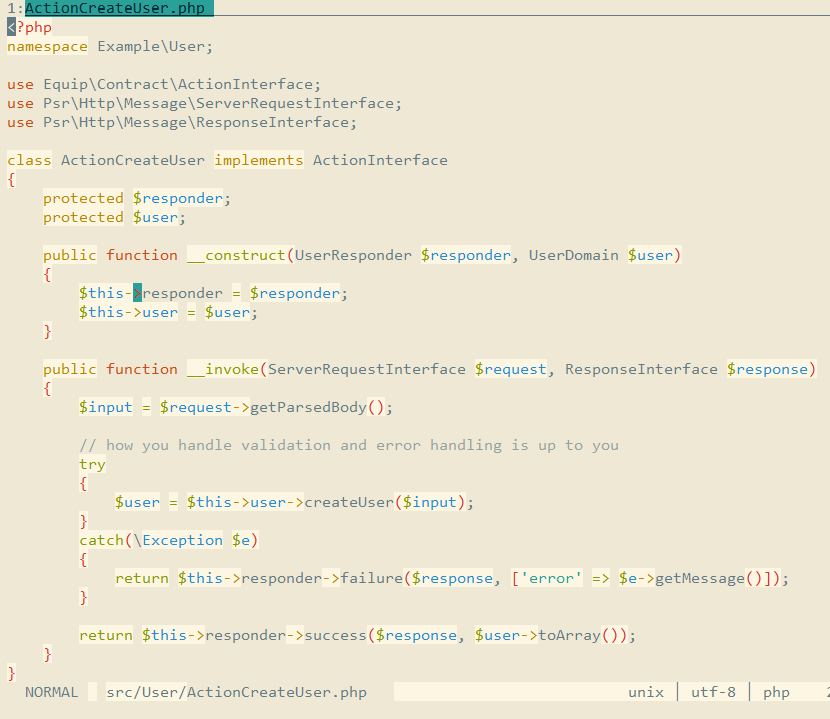 1:ActionCreateUser.php
<?php
namespace Example\User;
use Equip\Contract\ActionInterface;
use Psr\Http\Message\ServerRequestInterface;
use Psr\Http\Message\ResponseInterface;
class ActionCreateUser implements ActionInterface
{
    protected $responder;
    protected $user;
    public function __construct(UserResponder $responder, UserDomain $user)
    {
        $this->responder = $responder;
        $this->user = $user;
    }
    public function __invoke(ServerRequestInterface $request, ResponseInterface $response)
    {
        $input = $request->getParsedBody();
        // how you handle validation and error handling is up to you
        try
        {
            $user = $this->user->createUser($input);
        }
        catch(\Exception $e)
        {
            return $this->responder->failure($response, ['error' => $e->getMessage()]);
        }
        return $this->responder->success($response, $user->toArray());
    }
}
NORMAL src/User/ActionCreateUser.php unix | utf-8 | php 2